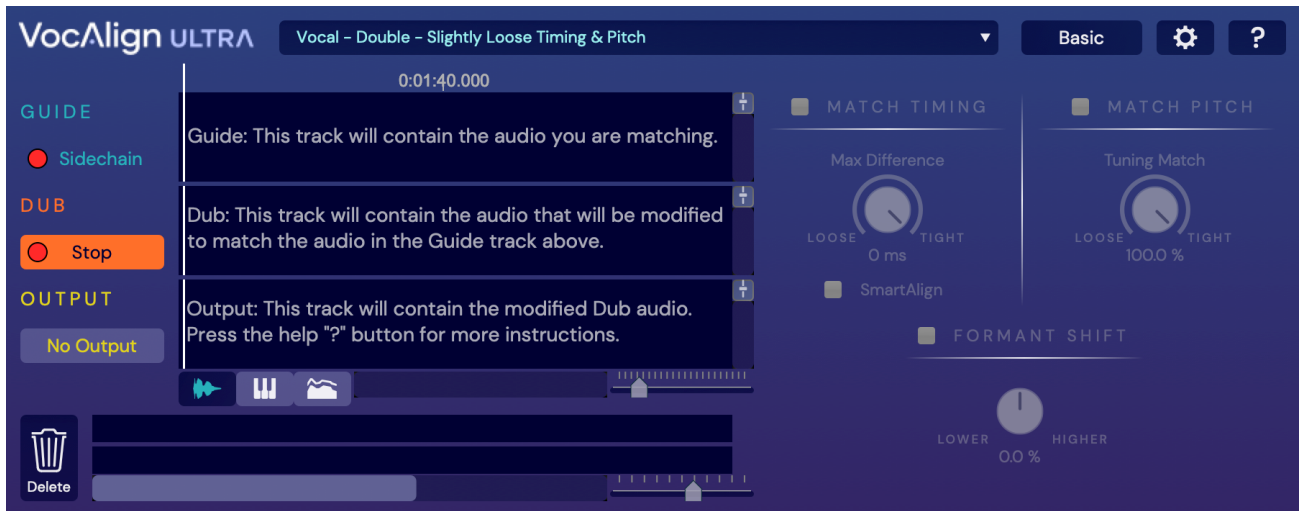 VocAlign ULTRA
Vocal - Double - Slightly Loose Timing & Pitch
Basic
?
0:01:40.000
GUIDE
Sidechain
Guide: This track will contain the audio you are matching.
DUB
Stop
Dub: This track will contain the audio that will be modified
to match the audio in the Guide track above.
OUTPUT
No Output
Output: This track will contain the modified Dub audio.
Press the help "?" button for more instructions.
Delete
MATCH TIMING
Max Difference
LOOSE TIGHT
0 ms
SmartAlign
MATCH PITCH
Tuning Match
LOOSE TIGHT
100.0 %
FORMANT SHIFT
LOWER HIGHER
0.0 %